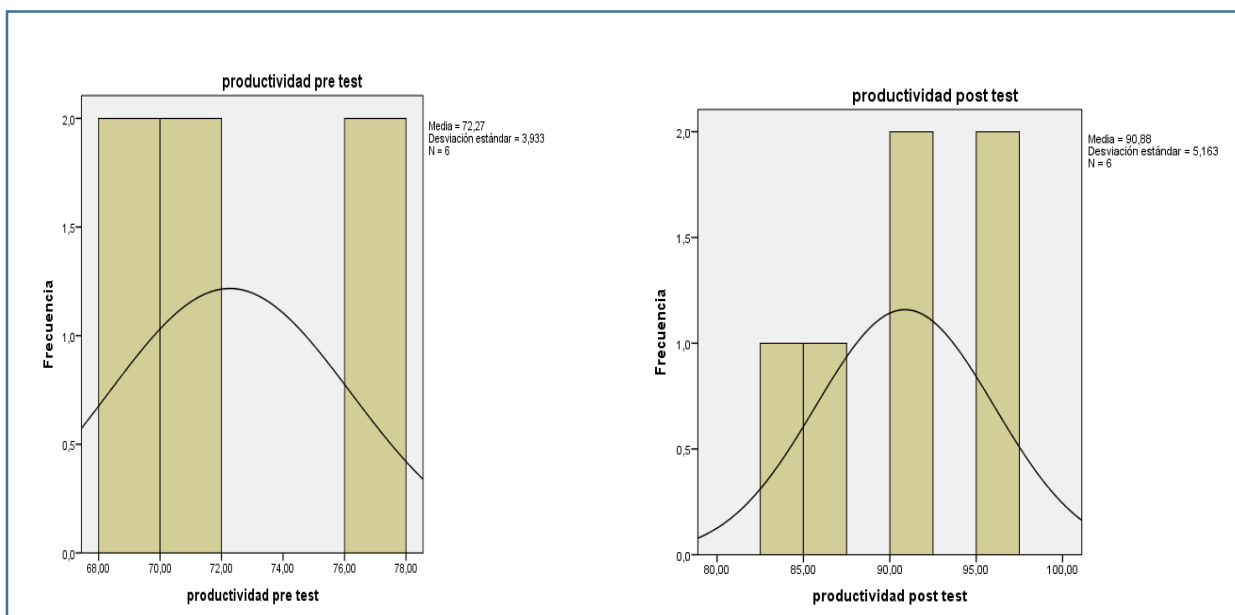 productividad pre test
Media = 72,27
Desviación estándar = 3,933
N = 6
2,0
1,5
1,0
0,5
0,0
Frecuencia
68,00 70,00 72,00 74,00 76,00 78,00
productividad pre test
productividad post test
Media = 90,88
Desviación estándar = 5,163
N = 6
2,0
1,5
1,0
0,5
0,0
Frecuencia
80,00 85,00 90,00 95,00 100,00
productividad post test